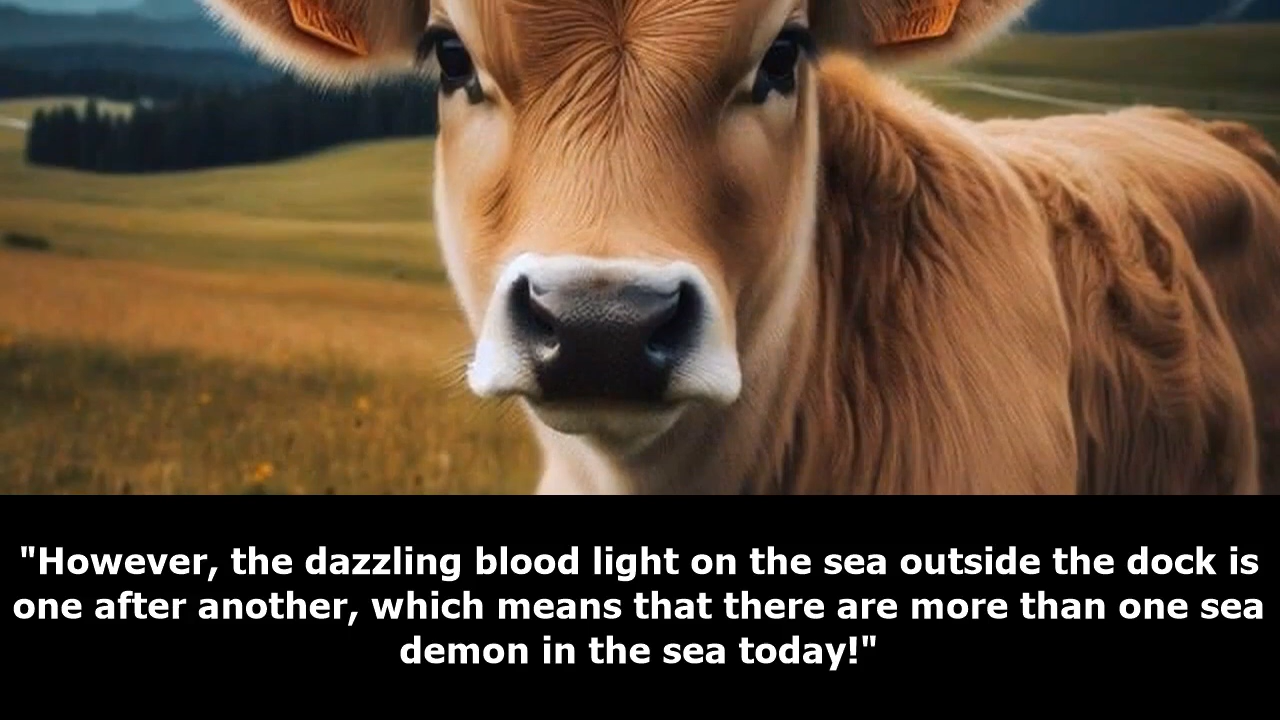 "However, the dazzling blood light on the sea outside the dock is
one after another, which means that there are more than one sea
demon in the sea today!"